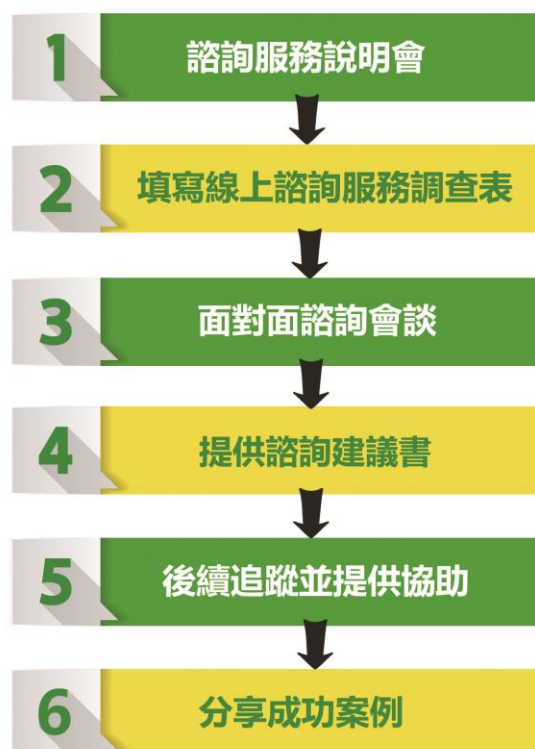 1
諮詢服務說明會
2
填寫線上諮詢服務調查表
3
面對面諮詢會談
4
提供諮詢建議書
5
後續追蹤並提供協助
6
分享成功案例